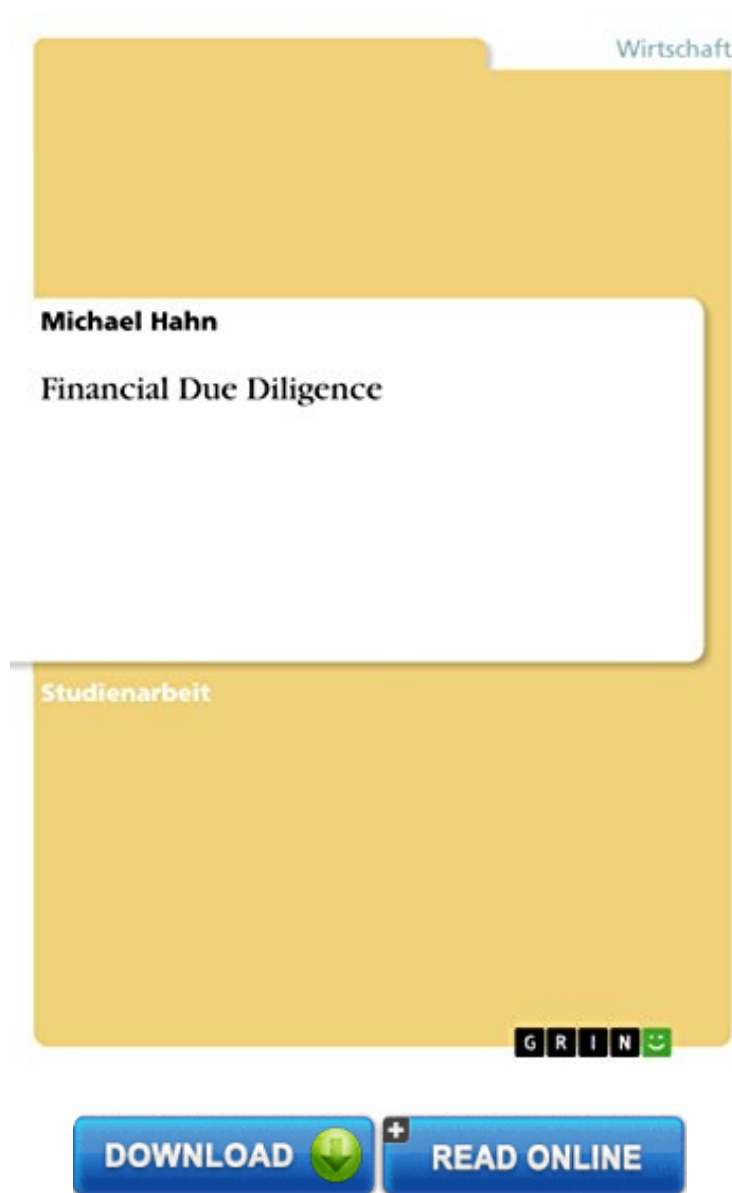 Wirtschaft
Michael Hahn
Financial Due Diligence
Studienarbeit
GRIN
DOWNLOAD
READ ONLINE